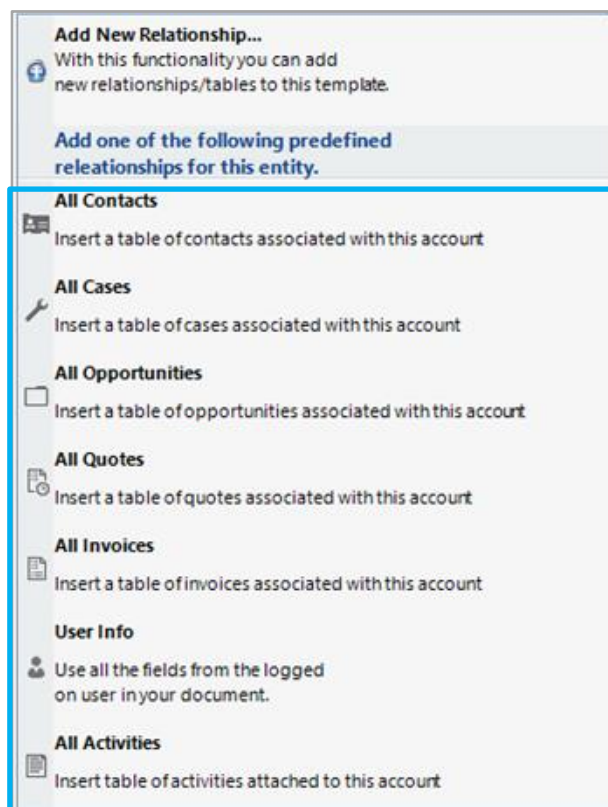 Add New Relationship...
With this functionality you can add
new relationships/tables to this template.
Add one of the following predefined
releationships for this entity.
All Contacts
Insert a table of contacts associated with this account
All Cases
Insert a table of cases associated with this account
All Opportunities
Insert a table of opportunities associated with this account
All Quotes
Insert a table of quotes associated with this account
All Invoices
Insert a table of invoices associated with this account
User Info
Use all the fields from the logged
on user in your document.
All Activities
Insert table of activities attached to this account